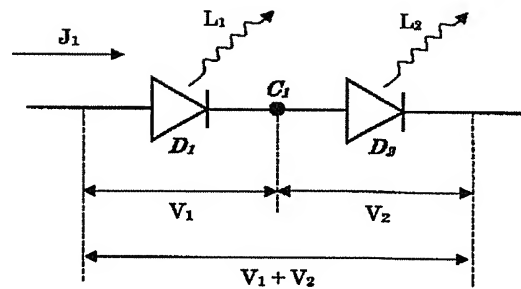 J₁
L₁
L₂
C₁
D₁
D₂
V₁
V₂
V₁ + V₂